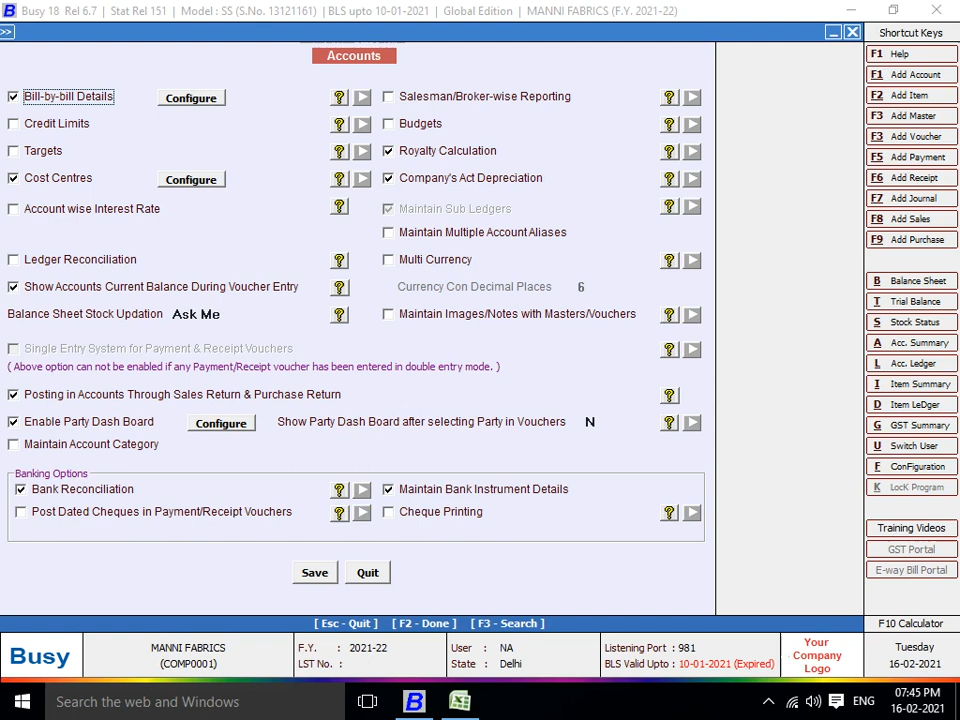 Busy 18 Rel 6.7 | Stat Rel 151 | Model : SS (S.No. 13121161) | BLS upto 10-01-2021 | Global Edition | MANNI FABRICS (F.Y. 2021-22)
>>
Accounts
Bill-by-bill Details Configure ? Salesman/Broker-wise Reporting ?
Credit Limits ? Budgets ?
Targets ? Royalty Calculation ?
Cost Centres Configure ? Company's Act Depreciation ?
Account wise Interest Rate ? Maintain Sub Ledgers ?
Maintain Multiple Account Aliases
Ledger Reconciliation ? Multi Currency ?
Show Accounts Current Balance During Voucher Entry ? Currency Con Decimal Places 6
Balance Sheet Stock Updation Ask Me ? Maintain Images/Notes with Masters/Vouchers ?
Single Entry System for Payment & Receipt Vouchers ?
( Above option can not be enabled if any Payment/Receipt voucher has been entered in double entry mode. )
Posting in Accounts Through Sales Return & Purchase Return ?
Enable Party Dash Board Configure Show Party Dash Board after selecting Party in Vouchers N ?
Maintain Account Category
Banking Options
Bank Reconciliation ? Maintain Bank Instrument Details
Post Dated Cheques in Payment/Receipt Vouchers ? Cheque Printing ?
Save Quit
[ Esc - Quit ] [ F2 - Done ] [ F3 - Search ]
Shortcut Keys
F1 Help
F1 Add Account
F2 Add Item
F3 Add Master
F3 Add Voucher
F5 Add Payment
F6 Add Receipt
F7 Add Journal
F8 Add Sales
F9 Add Purchase
B Balance Sheet
T Trial Balance
S Stock Status
A Acc. Summary
L Acc. Ledger
I Item Summary
D Item LeDger
G GST Summary
U Switch User
F ConFiguration
K LocK Program
Training Videos
GST Portal
E-way Bill Portal
F10 Calculator
Busy
MANNI FABRICS
(COMP0001)
F.Y. : 2021-22
LST No. :
User : NA
State : Delhi
Listening Port : 981
BLS Valid Upto : 10-01-2021 (Expired)
Your
Company
Logo
Tuesday
16-02-2021
Search the web and Windows
B
ENG
07:45 PM
16-02-2021